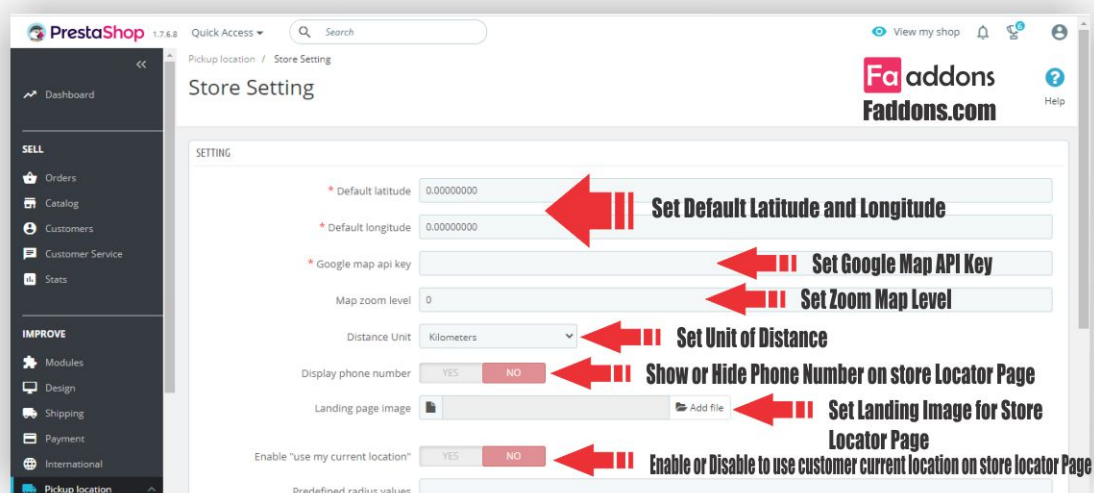 PrestaShop 1.7.6.8 Quick Access Search View my shop 6
Pickup location / Store Setting
Store Setting
Fa addons
Faddons.com
Help
Dashboard
SELL
Orders
Catalog
Customers
Customer Service
Stats
IMPROVE
Modules
Design
Shipping
Payment
International
Pickup location
SETTING
* Default latitude 0.00000000
* Default longitude 0.00000000
Set Default Latitude and Longitude
* Google map api key
Set Google Map API Key
Map zoom level 0
Set Zoom Map Level
Distance Unit Kilometers
Set Unit of Distance
Display phone number YES NO
Show or Hide Phone Number on store Locator Page
Landing page image Add file
Set Landing Image for Store
Locator Page
Enable "use my current location" YES NO
Enable or Disable to use customer current location on store locator Page
Predefined radius values